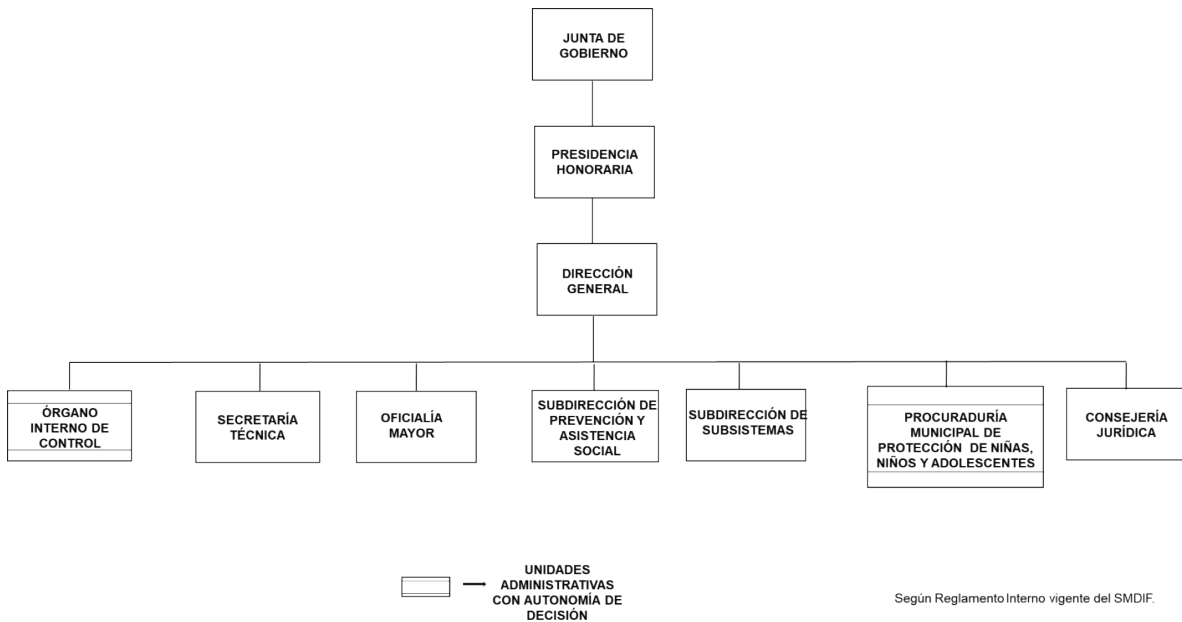 JUNTA DE
GOBIERNO
PRESIDENCIA
HONORARIA
DIRECCIÓN
GENERAL
ÓRGANO
INTERNO DE
CONTROL
SECRETARÍA
TÉCNICA
OFICIALÍA
MAYOR
SUBDIRECCIÓN DE
PREVENCIÓN Y
ASISTENCIA
SOCIAL
SUBDIRECCIÓN DE
SUBSISTEMAS
PROCURADURÍA
MUNICIPAL DE
PROTECCIÓN DE NIÑAS,
NIÑOS Y ADOLESCENTES
CONSEJERÍA
JURÍDICA
UNIDADES
ADMINISTRATIVAS
CON AUTONOMÍA DE
DECISIÓN
Según Reglamento Interno vigente del SMDIF.